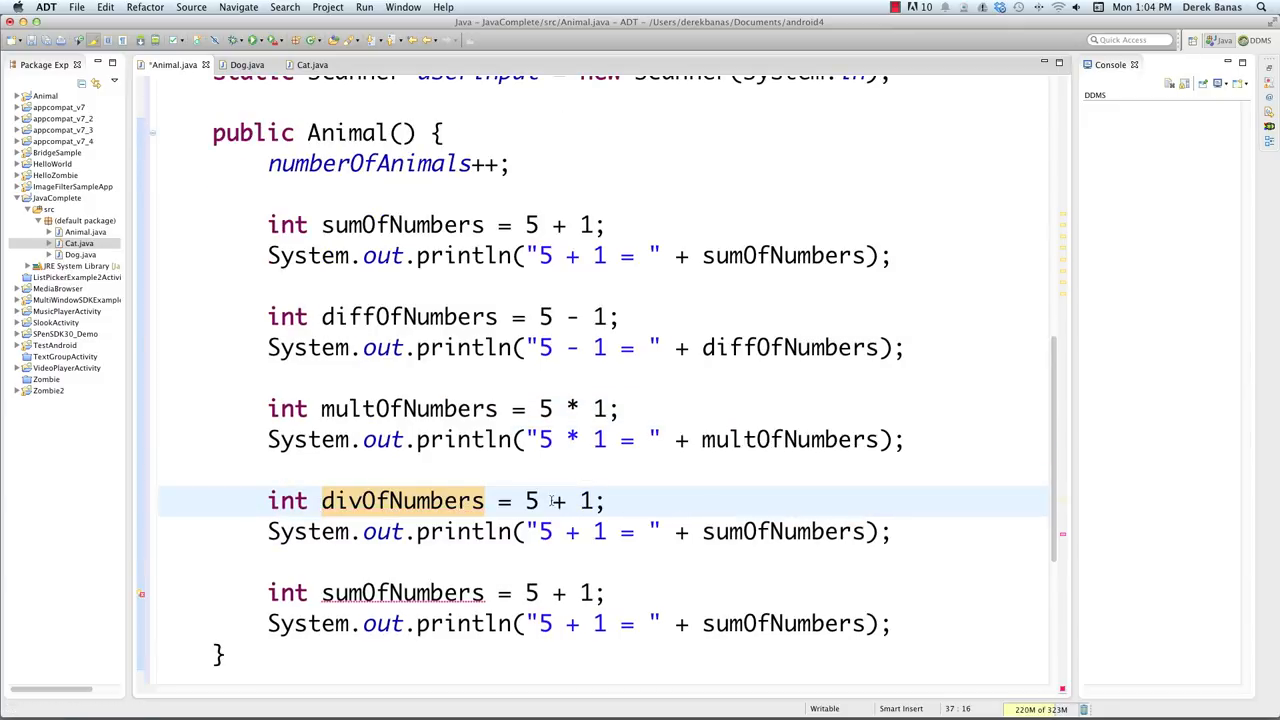 ADT File Edit Refactor Source Navigate Search Project Run Window Help 10 Mon 1:04 PM Derek Banas
Java - JavaComplete/src/Animal.java - ADT - /Users/derekbanas/Documents/android4
Quick Access Java DDMS
Package Exp
*Animal.java Dog.java Cat.java
Console
DDMS
Animal
appcompat_v7
appcompat_v7_2
appcompat_v7_3
appcompat_v7_4
BridgeSample
HelloWorld
HelloZombie
ImageFilterSampleApp
JavaComplete
src
(default package)
Animal.java
Cat.java
Dog.java
JRE System Library [
ListPickerExample2Activi
MediaBrowser
MultiWindowSDKExample
MusicPlayerActivity
SlookActivity
SPenSDK30_Demo
TestAndroid
TextGroupActivity
VideoPlayerActivity
Zombie
Zombie2
static Scanner userInput = new Scanner(System.in);
public Animal() {
numberOfAnimals++;
int sumOfNumbers = 5 + 1;
System.out.println("5 + 1 = " + sumOfNumbers);
int diffOfNumbers = 5 - 1;
System.out.println("5 - 1 = " + diffOfNumbers);
int multOfNumbers = 5 * 1;
System.out.println("5 * 1 = " + multOfNumbers);
int divOfNumbers = 5 + 1;
System.out.println("5 + 1 = " + sumOfNumbers);
int sumOfNumbers = 5 + 1;
System.out.println("5 + 1 = " + sumOfNumbers);
}
Writable Smart Insert 37 : 16 220M of 323M